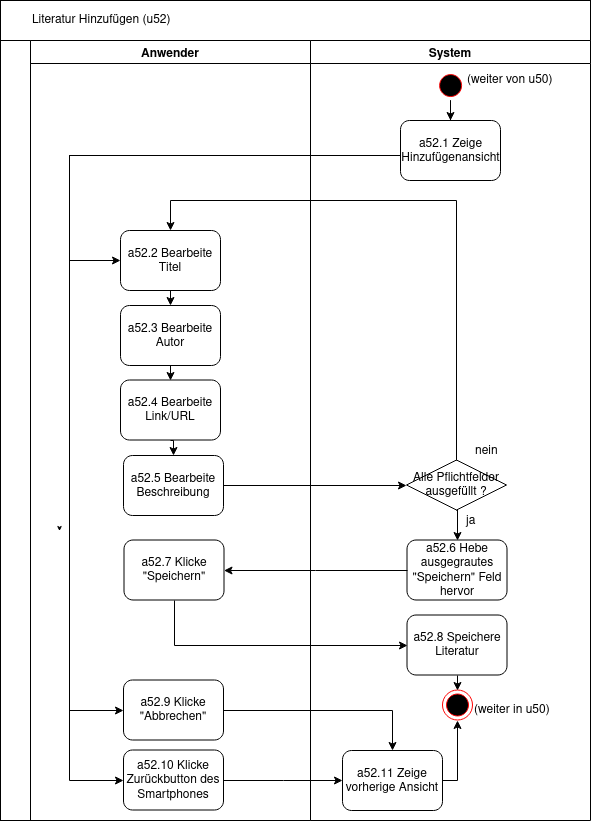 Literatur Hinzufügen (u52)
Anwender
System
(weiter von u50)
a52.1 Zeige
Hinzufügenansicht
a52.2 Bearbeite
Titel
a52.3 Bearbeite
Autor
a52.4 Bearbeite
Link/URL
a52.5 Bearbeite
Beschreibung
nein
Alle Pflichtfelder
ausgefüllt ?
ja
a52.6 Hebe
ausgegrautes
"Speichern" Feld
hervor
a52.7 Klicke
"Speichern"
a52.8 Speichere
Literatur
(weiter in u50)
a52.9 Klicke
"Abbrechen"
a52.10 Klicke
Zurückbutton des
Smartphones
a52.11 Zeige
vorherige Ansicht